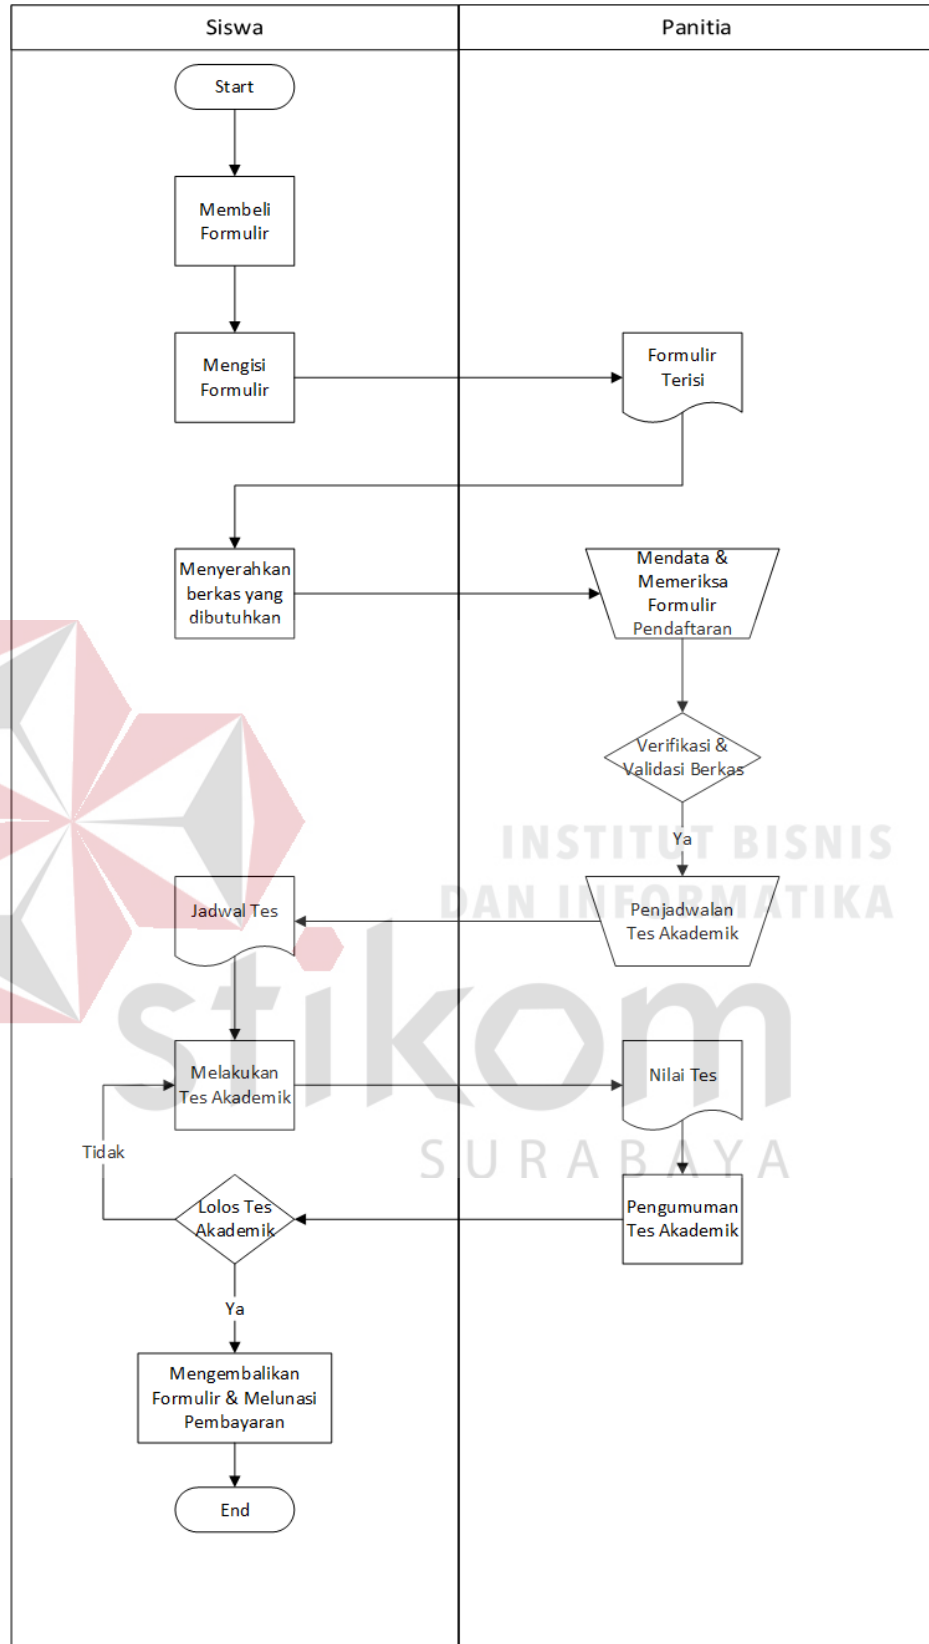 Siswa
Panitia
Start
Membeli
Formulir
Mengisi
Formulir
Formulir
Terisi
Menyerahkan
berkas yang
dibutuhkan
Mendata &
Memeriksa
Formulir
Pendaftaran
Verifikasi &
Validasi Berkas
Ya
INSTITUT BISNIS
DAN INFORMATIKA
Jadwal Tes
Penjadwalan
Tes Akademik
stikom
SURABAYA
Melakukan
Tes Akademik
Nilai Tes
Tidak
Lolos Tes
Akademik
Pengumuman
Tes Akademik
Ya
Mengembalikan
Formulir & Melunasi
Pembayaran
End